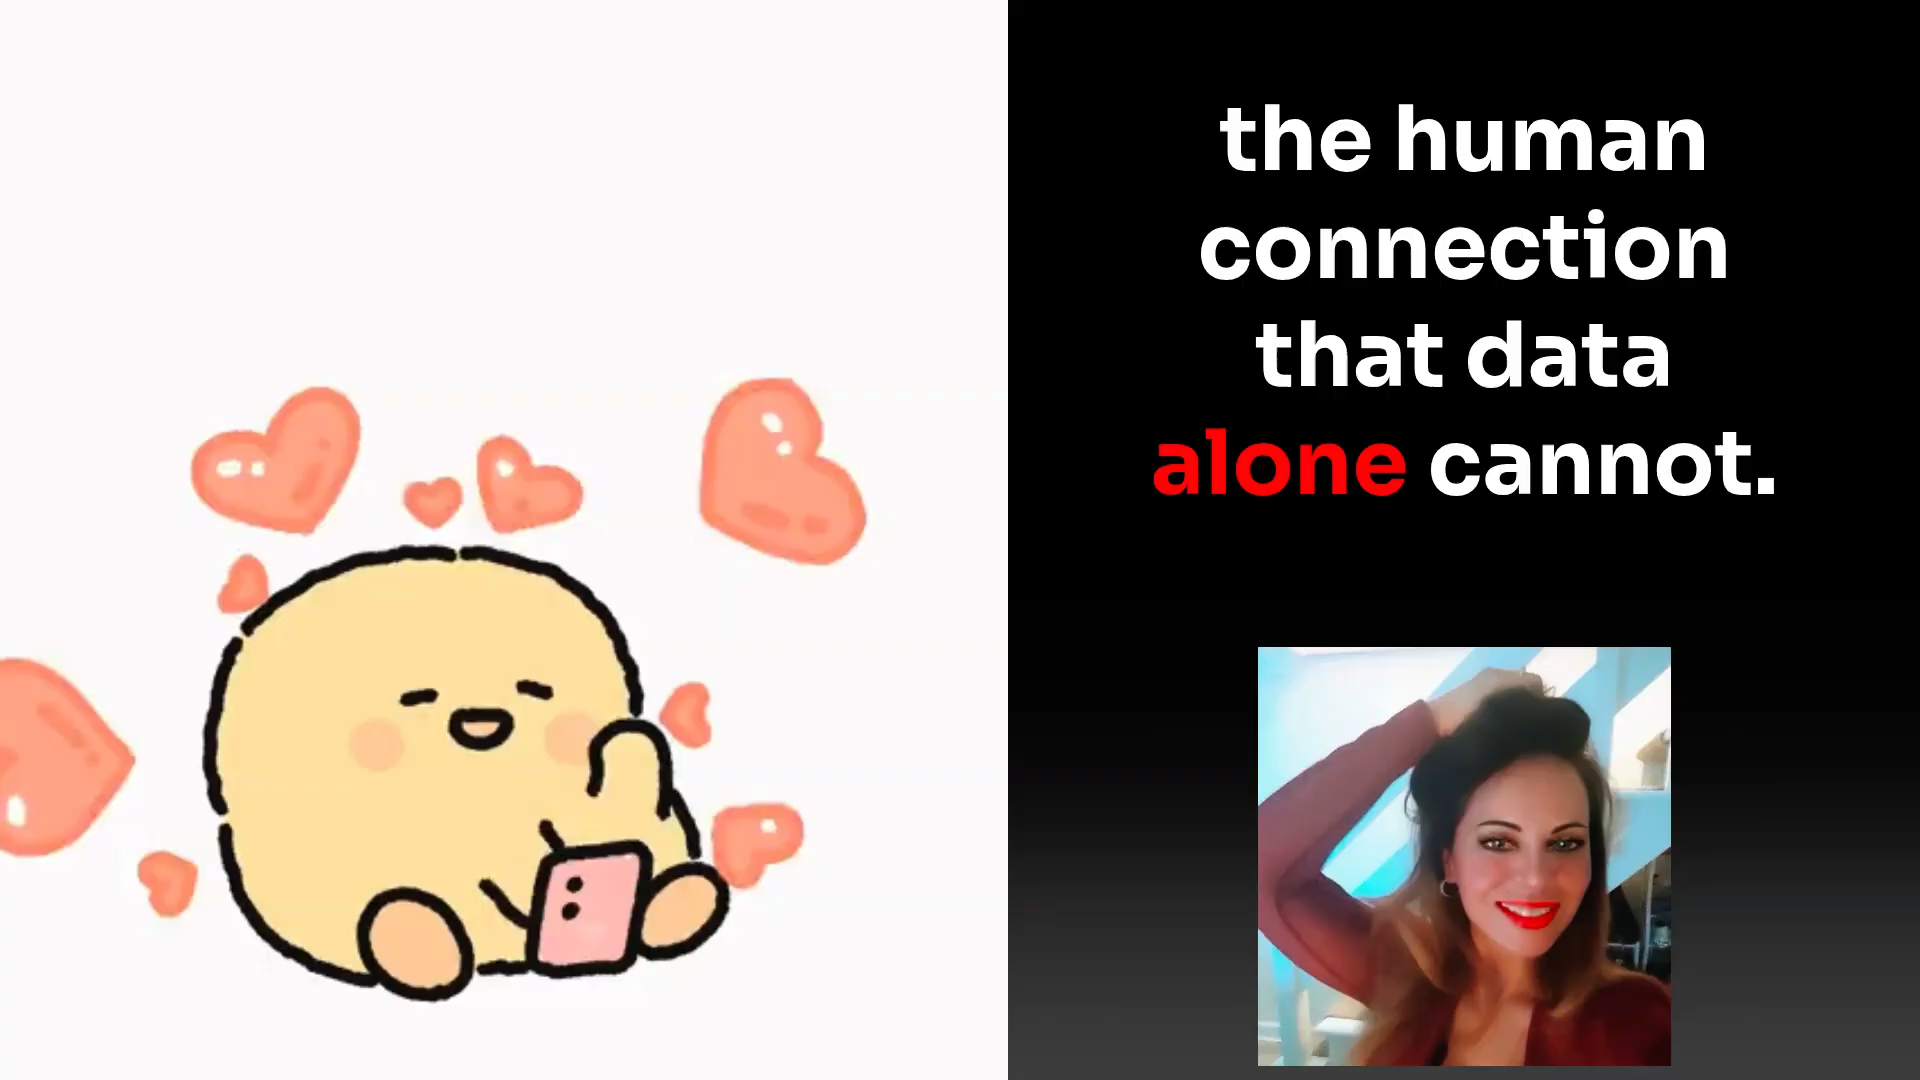 the human
connection
that data
alone cannot.